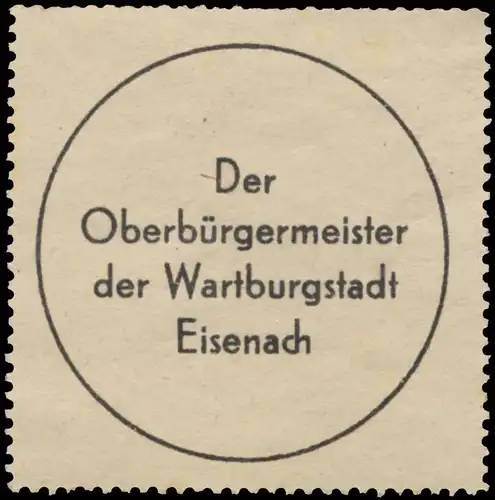 Der
Oberbürgermeister
der Wartburgstadt
Eisenach